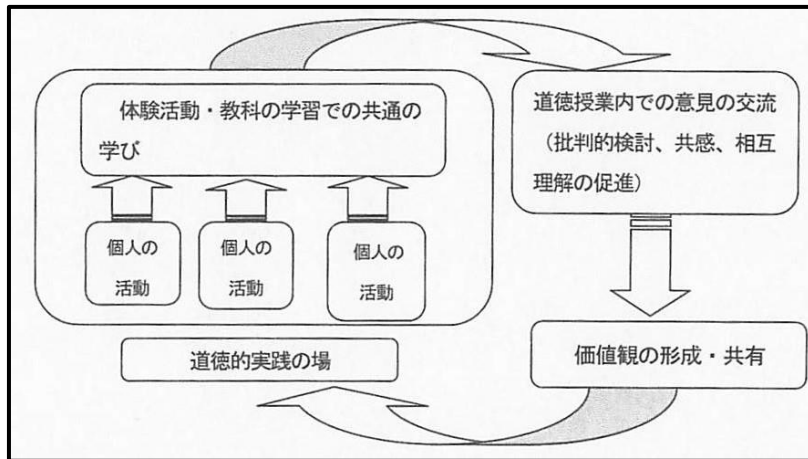 体験活動・教科の学習での共通の
学び
個人の
活動
個人の
活動
個人の
活動
道徳的実践の場
道徳授業内での意見の交流
（批判的検討、共感、相互
理解の促進）
価値観の形成・共有